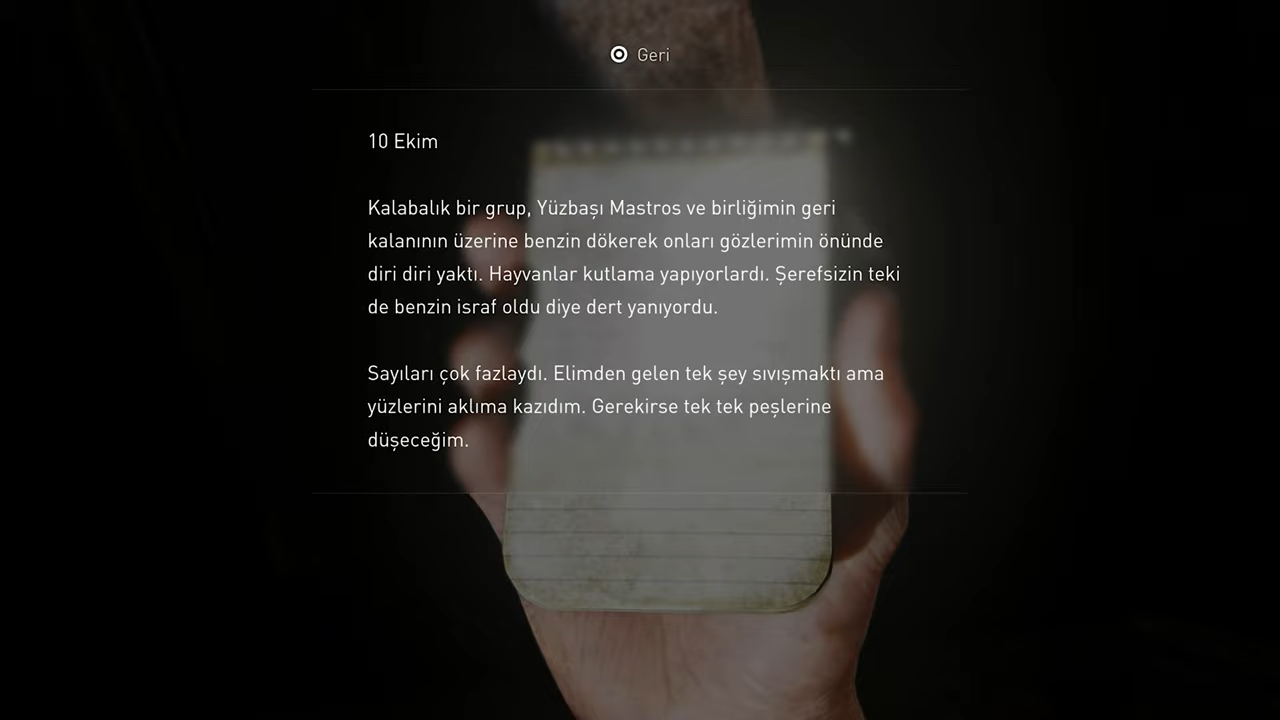 Geri
10 Ekim
Kalabalık bir grup, Yüzbaşı Mastros ve birliğimin geri
kalanının üzerine benzin dökerek onları gözlerimin önünde
diri diri yaktı. Hayvanlar kutlama yapıyorlardı. Şerefsizin teki
de benzin israf oldu diye dert yanıyordu.
Sayıları çok fazlaydı. Elimden gelen tek şey sıvışmaktı ama
yüzlerini aklıma kazıdım. Gerekirse tek tek peşlerine
düşeceğim.